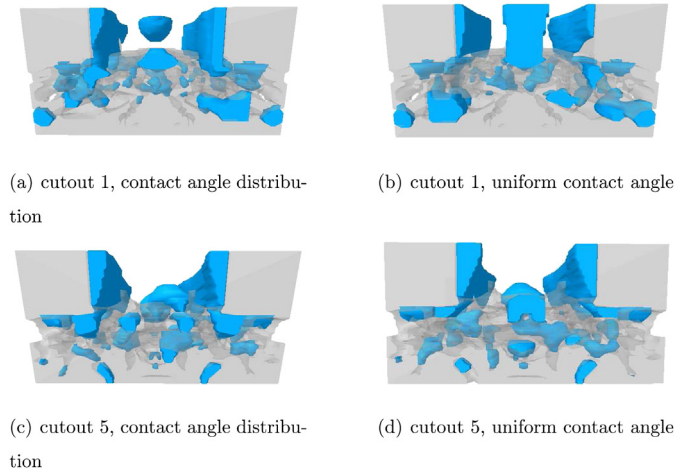 (a) cutout 1, contact angle distribu-
tion
(b) cutout 1, uniform contact angle
(c) cutout 5, contact angle distribu-
tion
(d) cutout 5, uniform contact angle